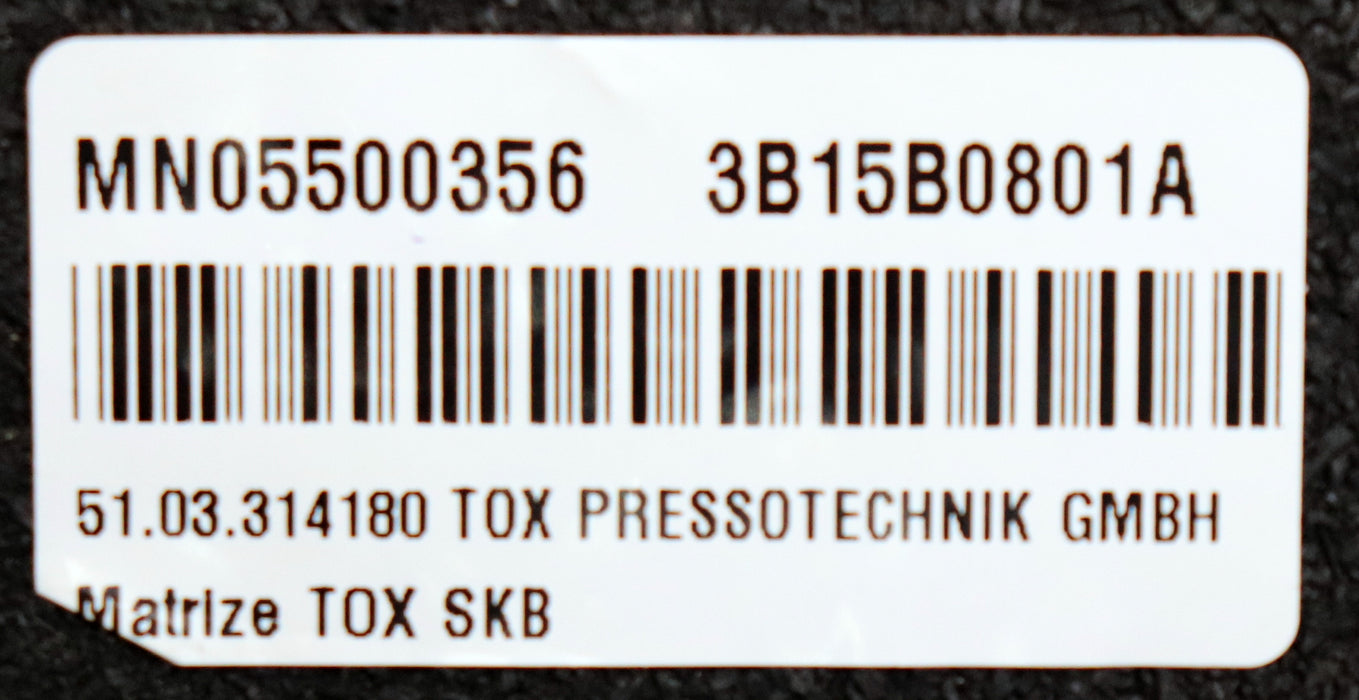 MN05500356 3B15B0801A
51.03.314180 TOX PRESSOTECHNIK GMBH
Matrize TOX SKB